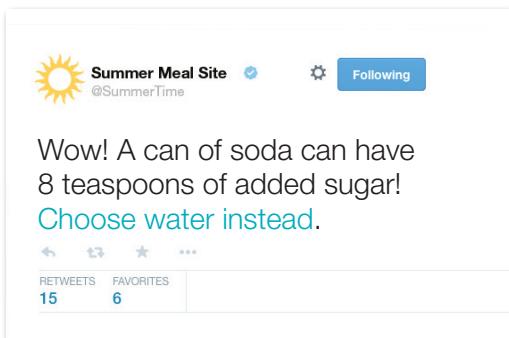 Summer Meal Site
@SummerTime
Following
Wow! A can of soda can have
8 teaspoons of added sugar!
Choose water instead.
RETWEETS FAVORITES
15 6